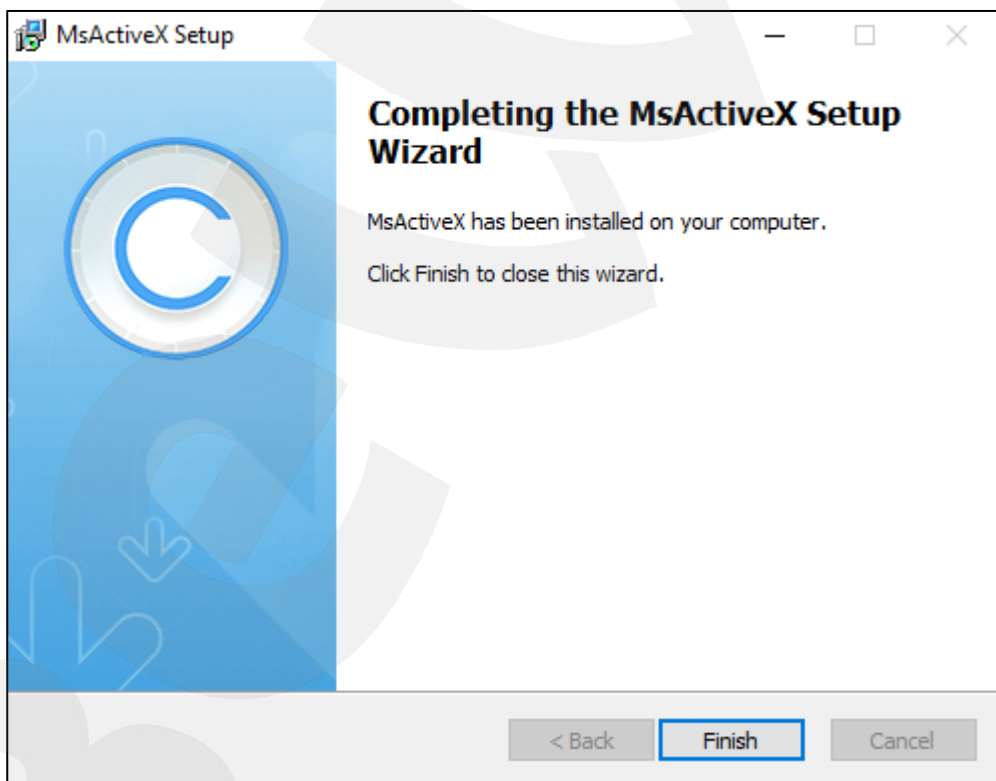 MsActiveX Setup
Completing the MsActiveX Setup
Wizard
MsActiveX has been installed on your computer.
Click Finish to close this wizard.
< Back
Finish
Cancel